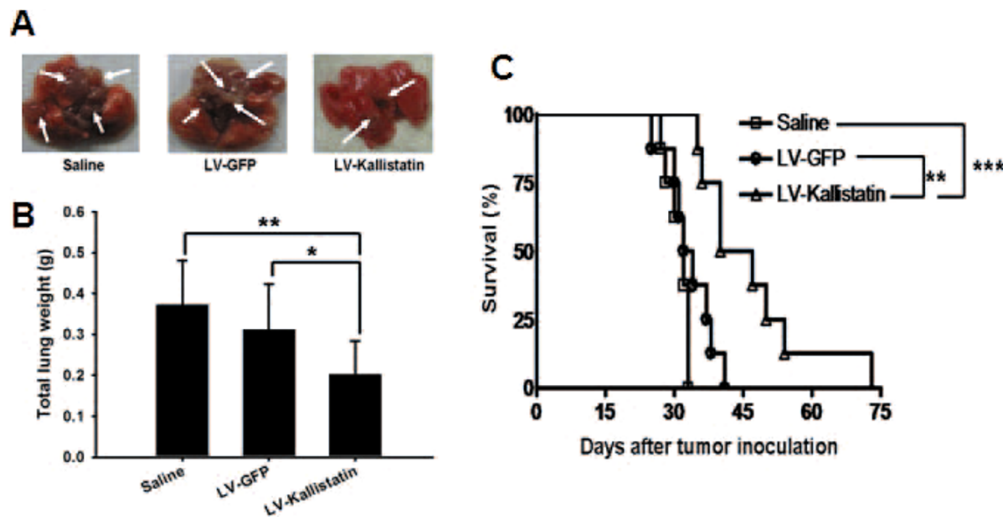 A
Saline LV-GFP LV-Kallistatin
B
Total lung weight (g)
0.6
0.5
0.4
0.3
0.2
0.1
0.0
**
*
Saline LV-GFP LV-Kallistatin
C
Survival (%)
100
75
50
25
0
Saline
LV-GFP
LV-Kallistatin
**
***
0 15 30 45 60 75
Days after tumor inoculation